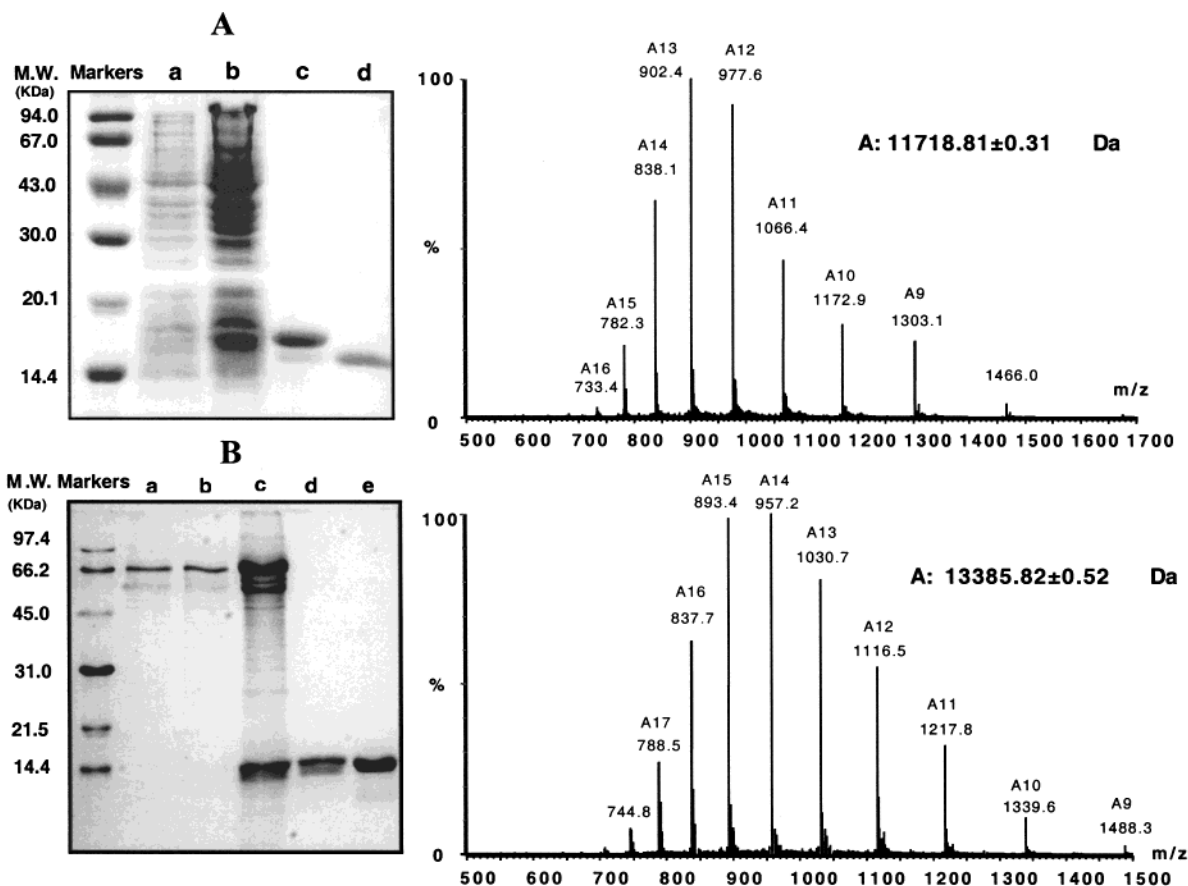 A
M.W. Markers a b c d
(KDa)
94.0
67.0
43.0
30.0
20.1
14.4
100
%
0
A16
733.4
A15
782.3
A14
838.1
A13
902.4
A12
977.6
A11
1066.4
A10
1172.9
A9
1303.1
1466.0
A: 11718.81±0.31 Da
m/z
500 600 700 800 900 1000 1100 1200 1300 1400 1500 1600 1700
B
M.W. Markers a b c d e
(KDa)
97.4
66.2
45.0
31.0
21.5
14.4
100
%
0
744.8
A17
788.5
A16
837.7
A15
893.4
A14
957.2
A13
1030.7
A12
1116.5
A11
1217.8
A10
1339.6
A9
1488.3
A: 13385.82±0.52 Da
500 600 700 800 900 1000 1100 1200 1300 1400 1500